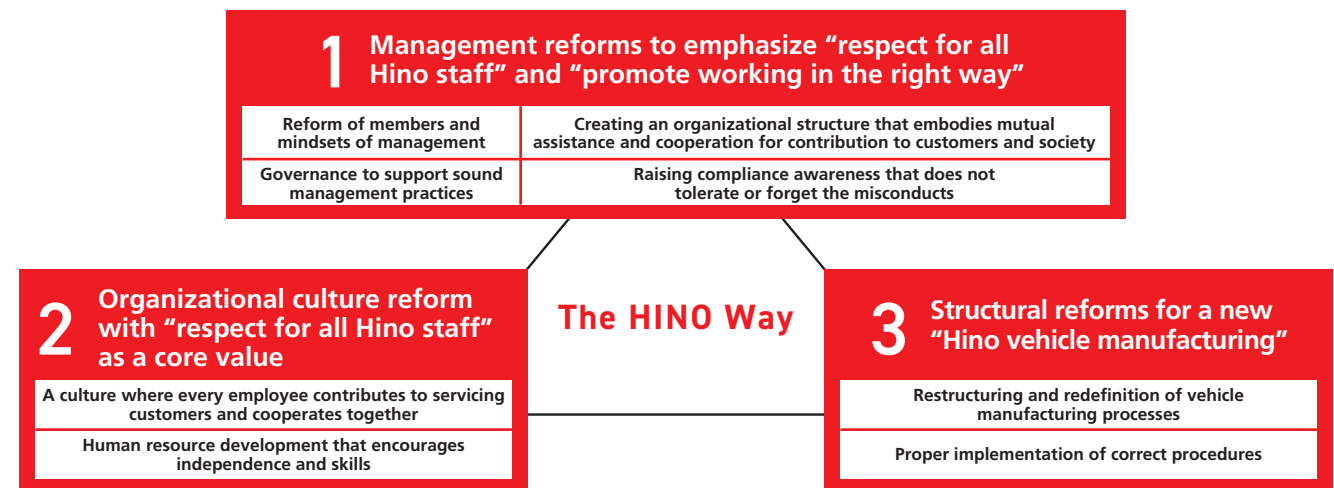 1
Management reforms to emphasize “respect for all
Hino staff” and “promote working in the right way”
Reform of members and
mindsets of management
Creating an organizational structure that embodies mutual
assistance and cooperation for contribution to customers and society
Governance to support sound
management practices
Raising compliance awareness that does not
tolerate or forget the misconducts
2
Organizational culture reform
with “respect for all Hino staff”
as a core value
A culture where every employee contributes to servicing
customers and cooperates together
Human resource development that encourages
independence and skills
The HINO Way
3
Structural reforms for a new
“Hino vehicle manufacturing”
Restructuring and redefinition of vehicle
manufacturing processes
Proper implementation of correct procedures